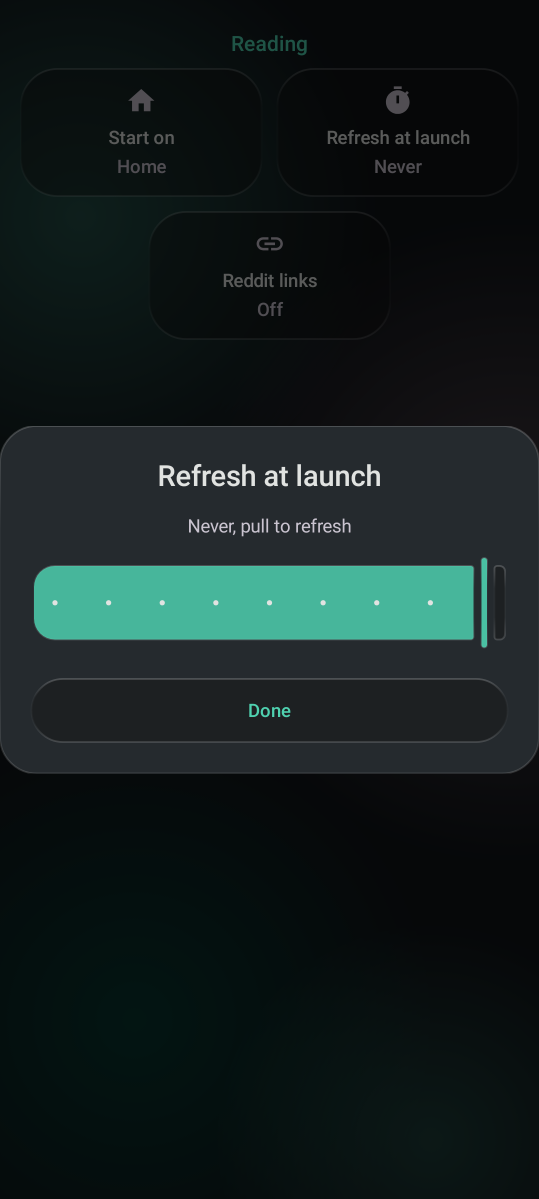 Reading
Start on
Home
Refresh at launch
Never
Reddit links
Off
Refresh at launch
Never, pull to refresh
Done